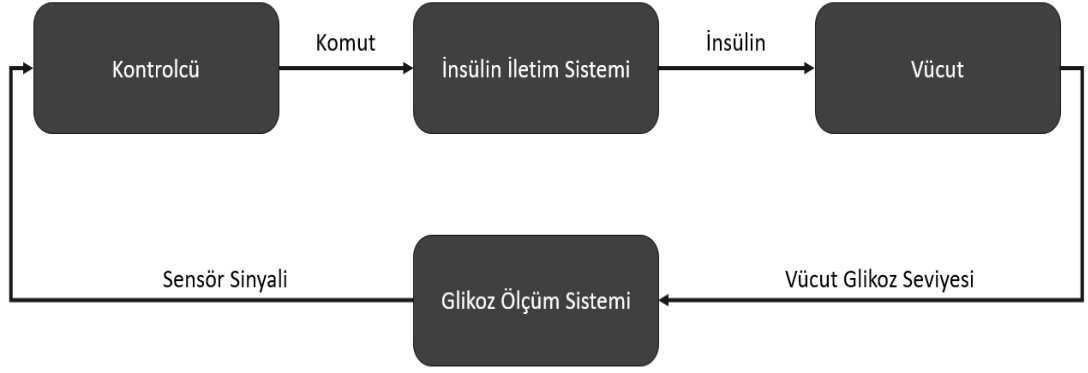 Komut
İnsülin
Kontrolcü
İnsülin İletim Sistemi
Vücut
Sensör Sinyali
Vücut Glikoz Seviyesi
Glikoz Ölçüm Sistemi